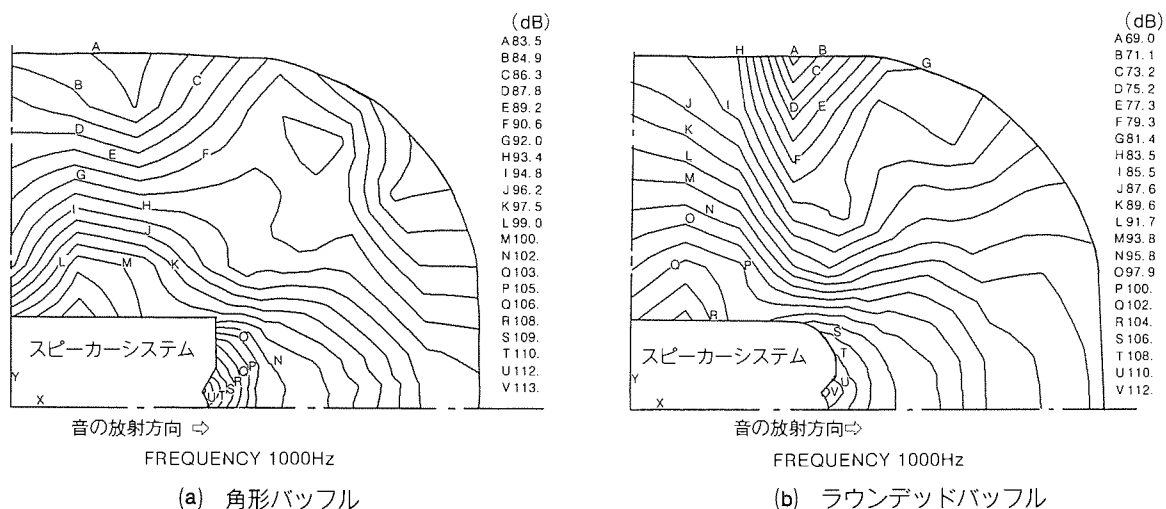 (dB)
A 83.5
B 84.9
C 86.3
D 87.8
E 89.2
F 90.6
G 92.0
H 93.4
I 94.8
J 96.2
K 97.5
L 99.0
M 100.
N 102.
O 103.
P 105.
Q 106.
R 108.
S 109.
T 110.
U 112.
V 113.
A
B
C
D
E
F
G
H
I
J
K
L
M
N
O
P
Q
R
S
T
U
スピーカーシステム
Y
X
音の放射方向 ⇨
FREQUENCY 1000Hz
(a) 角形バッフル
(dB)
A 69.0
B 71.1
C 73.2
D 75.2
E 77.3
F 79.3
G 81.4
H 83.5
I 85.5
J 87.6
K 89.6
L 91.7
M 93.8
N 95.8
O 97.9
P 100.
Q 102.
R 104.
S 106.
T 108.
U 110.
V 112.
H
A
B
G
C
J
I
D
E
K
L
F
M
N
O
Q
P
R
S
T
U
V
スピーカーシステム
Y
X
音の放射方向⇨
FREQUENCY 1000Hz
(b) ラウンデッドバッフル